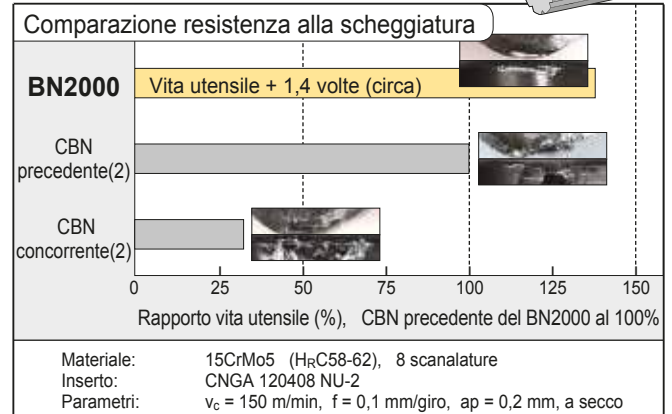 Comparazione resistenza alla scheggiatura
BN2000
Vita utensile + 1,4 volte (circa)
CBN
precedente(2)
CBN
concorrente(2)
0 25 50 75 100 125 150
Rapporto vita utensile (%), CBN precedente del BN2000 al 100%
Materiale: 15CrMo5 (HRC58-62), 8 scanalature
Inserto: CNGA 120408 NU-2
Parametri: vc = 150 m/min, f = 0,1 mm/giro, ap = 0,2 mm, a secco